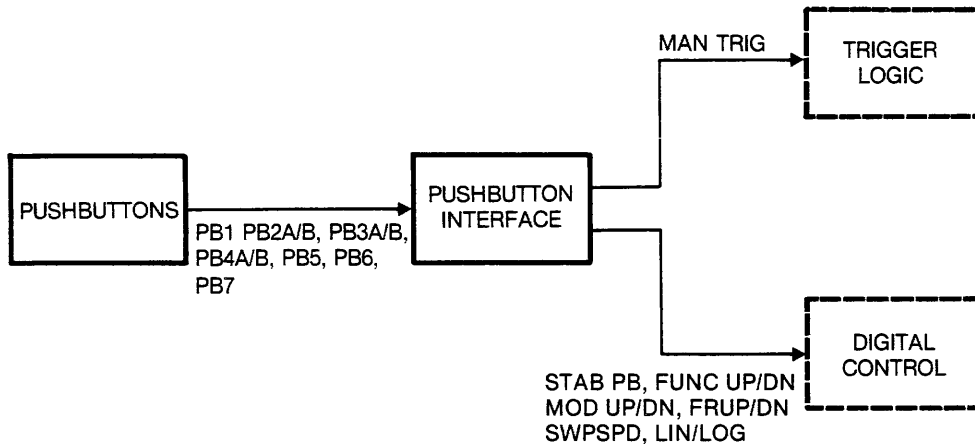 MAN TRIG
TRIGGER
LOGIC
PUSHBUTTONS
PB1 PB2A/B, PB3A/B,
PB4A/B, PB5, PB6,
PB7
PUSHBUTTON
INTERFACE
DIGITAL
CONTROL
STAB PB, FUNC UP/DN
MOD UP/DN, FRUP/DN
SWPSPD, LIN/LOG